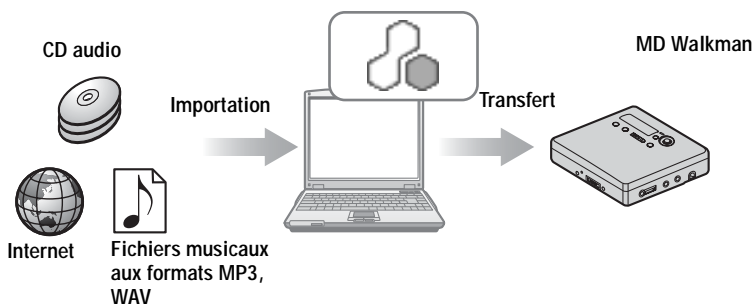 CD audio
MD Walkman
Importation
Transfert
Internet
Fichiers musicaux
aux formats MP3,
WAV